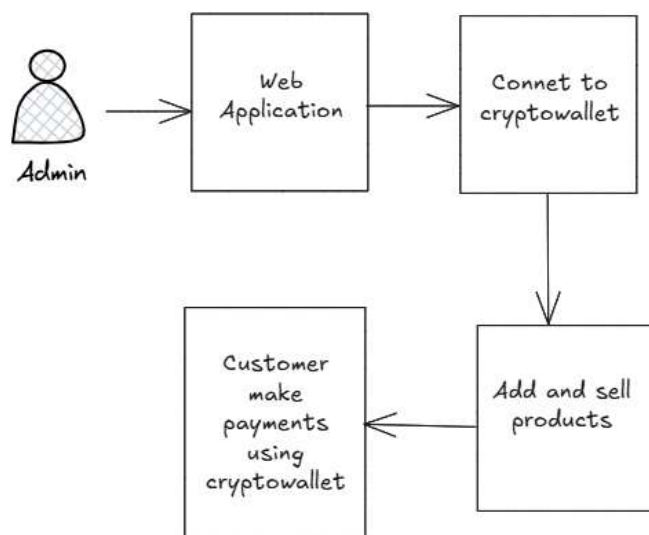 Web
Application
Connet to
cryptowallet
Admin
Add and sell
products
Customer
make
payments
using
cryptowallet